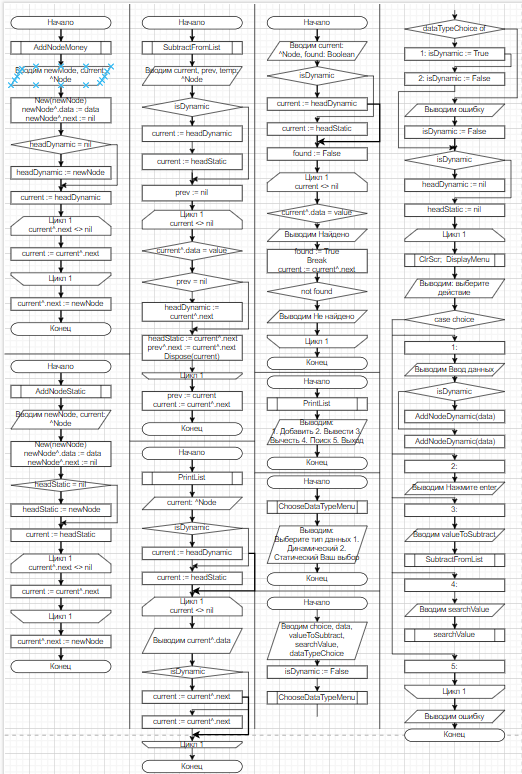 Начало
AddNodeMoney
Вводим newNode, current:
^Node
New(newNode)
newNode^.data := data
newNode^.next := nil
headDynamic = nil
headDynamic := newNode
current := headDynamic
Цикл 1
current <> nil
current := current^.next
Цикл 1
current^.next := newNode
Конец
Начало
AddNodeStatic
Вводим newNode, current:
^Node
New(newNode)
newNode^.data := data
newNode^.next := nil
headStatic = nil
headStatic := newNode
current := headStatic
Цикл 1
current <> nil
current := current^.next
Цикл 1
current^.next := newNode
Конец
Начало
SubtractFromList
Вводим current, prev, temp:
^Node
isDynamic
current := headDynamic
current := headStatic
prev := nil
Цикл 1
current <> nil
current^.data = value
prev = nil
headDynamic :=
current^.next
headStatic := current^.next
prev^.next := current^.next
Dispose(current)
Цикл 1
prev := current
current := current^.next
Конец
Начало
PrintList
current: ^Node
isDynamic
current := headDynamic
current := headStatic
Цикл 1
current <> nil
Выводим current^.data
isDynamic
current := current^.next
current := current^.next
Цикл 1
Конец
Начало
Вводим current:
^Node, found: Boolean
isDynamic
current := headDynamic
current := headStatic
found := False
Цикл 1
current <> nil
current^.data = value
Выводим Найдено
found := True
Break
current := current^.next
not found
Выводим Не найдено
Цикл 1
Конец
Начало
PrintList
Выводим:
1. Добавить 2. Вывести 3.
Вычесть 4. Поиск 5. Выход
Конец
Начало
ChooseDataTypeMenu
Выводим:
Выберите тип данных 1.
Динамический 2.
Статический Ваш выбор
Конец
Начало
Вводим choice, data,
valueToSubtract,
searchValue,
dataTypeChoice
isDynamic := False
ChooseDataTypeMenu
dataTypeChoice of
1: isDynamic := True
2: isDynamic := False
Выводим ошибку
isDynamic := False
isDynamic
headDynamic := nil
headStatic := nil
Цикл 1
ClrScr; DisplayMenu
Выводим: выберите
действие
case choice
1:
Выводим Ввод данных
isDynamic
AddNodeDynamic(data)
AddNodeDynamic(data)
2:
Выводим Нажмите enter
3:
Вводим valueToSubtract
SubtractFromList
4:
Вводим searchValue
searchValue
5:
Цикл 1
Выводим ошибку
Конец